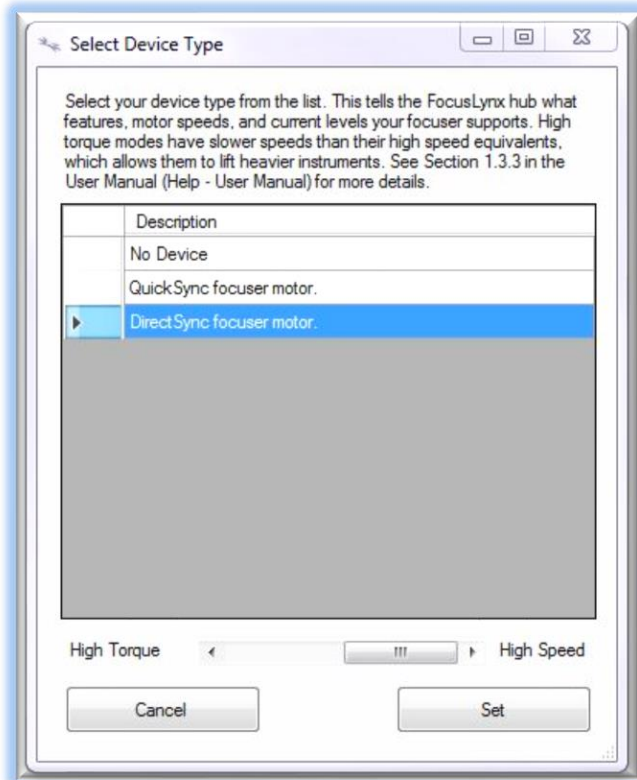 Select Device Type
Select your device type from the list. This tells the FocusLynx hub what
features, motor speeds, and current levels your focuser supports. High
torque modes have slower speeds than their high speed equivalents,
which allows them to lift heavier instruments. See Section 1.3.3 in the
User Manual (Help - User Manual) for more details.
Description
No Device
QuickSync focuser motor.
DirectSync focuser motor.
High Torque High Speed
Cancel Set